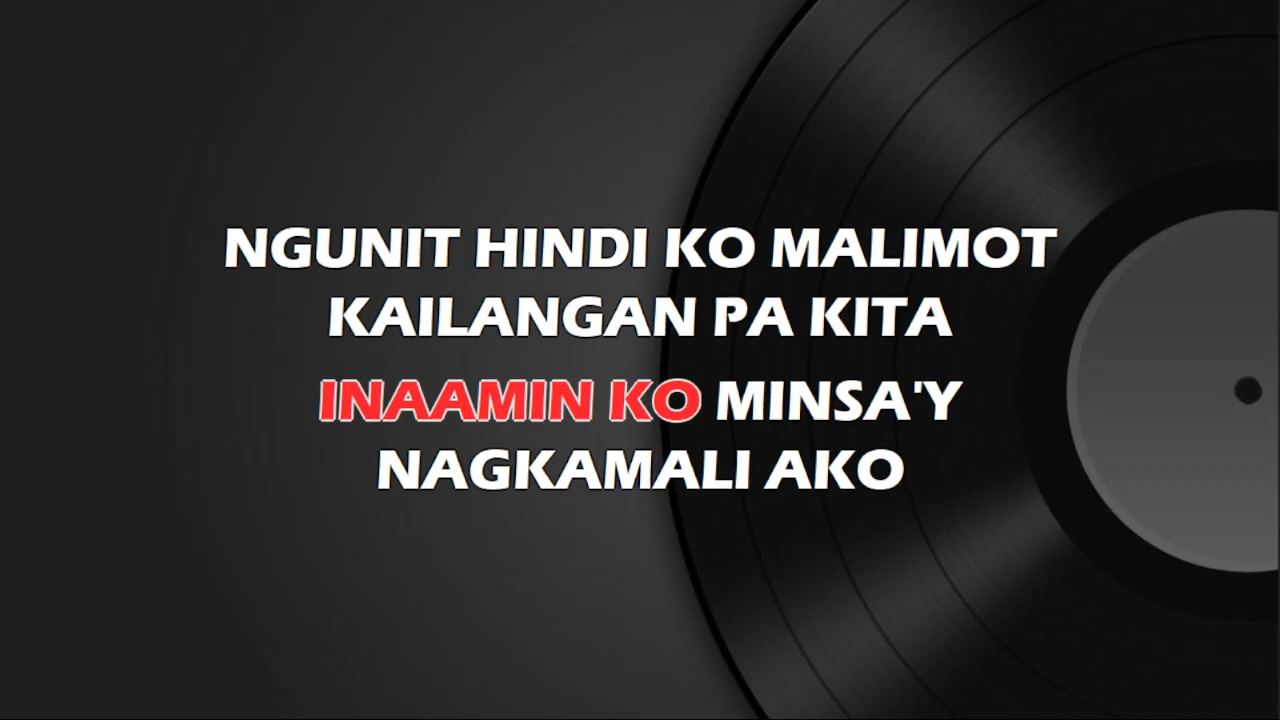 NGUNIT HINDI KO MALIMOT
KAILANGAN PA KITA
INAAMIN KO MINSA'Y
NAGKAMALI AKO